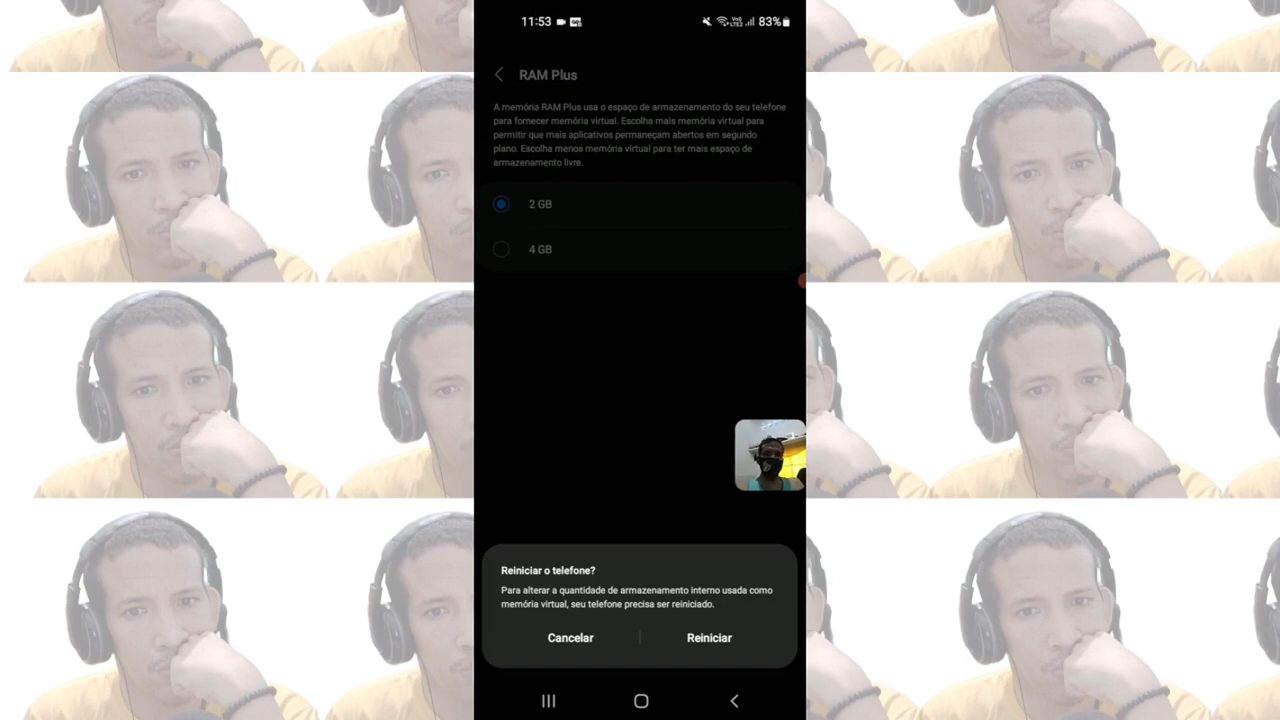 11:53
83%
RAM Plus
A memória RAM Plus usa o espaço de armazenamento do seu telefone
para fornecer memória virtual. Escolha mais memória virtual para
permitir que mais aplicativos permaneçam abertos em segundo
plano. Escolha menos memória virtual para ter mais espaço de
armazenamento livre.
2 GB
4 GB
Reiniciar o telefone?
Para alterar a quantidade de armazenamento interno usada como
memória virtual, seu telefone precisa ser reiniciado.
Cancelar
Reiniciar